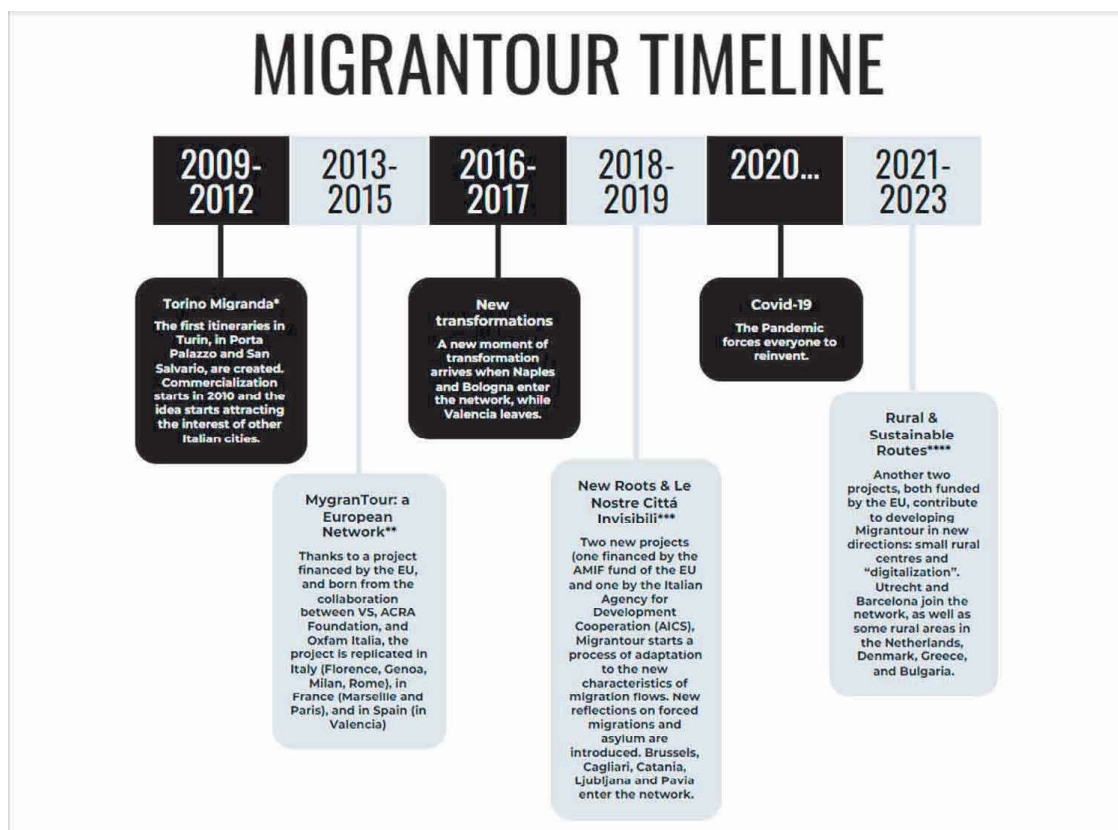 MIGRANTOUR TIMELINE
2009-
2012
2013-
2015
2016-
2017
2018-
2019
2020...
2021-
2023
Torino Migranda*
The first itineraries in
Turin, in Porta
Palazzo and San
Salvario, are created.
Commercialization
starts in 2010 and the
idea starts attracting
the interest of other
Italian cities.
MygranTour: a
European
Network**
Thanks to a project
financed by the EU,
and born from the
collaboration
between VS, ACRA
Foundation, and
Oxfam Italia, the
project is replicated in
Italy (Florence, Genoa,
Milan, Rome), in
France (Marseille and
Paris), and in Spain (in
Valencia)
New
transformations
A new moment of
transformation
arrives when Naples
and Bologna enter
the network, while
Valencia leaves.
New Roots & Le
Nostre Cittá
Invisibili***
Two new projects
(one financed by the
AMIF fund of the EU
and one by the Italian
Agency for
Development
Cooperation (AICS),
Migrantour starts a
process of adaptation
to the new
characteristics of
migration flows. New
reflections on forced
migrations and
asylum are
introduced. Brussels,
Cagliari, Catania,
Ljubljana and Pavia
enter the network.
Covid-19
The Pandemic
forces everyone to
reinvent.
Rural &
Sustainable
Routes****
Another two
projects, both funded
by the EU, contribute
to developing
Migrantour in new
directions: small rural
centres and
“digitalization”.
Utrecht and
Barcelona join the
network, as well as
some rural areas in
the Netherlands,
Denmark, Greece,
and Bulgaria.